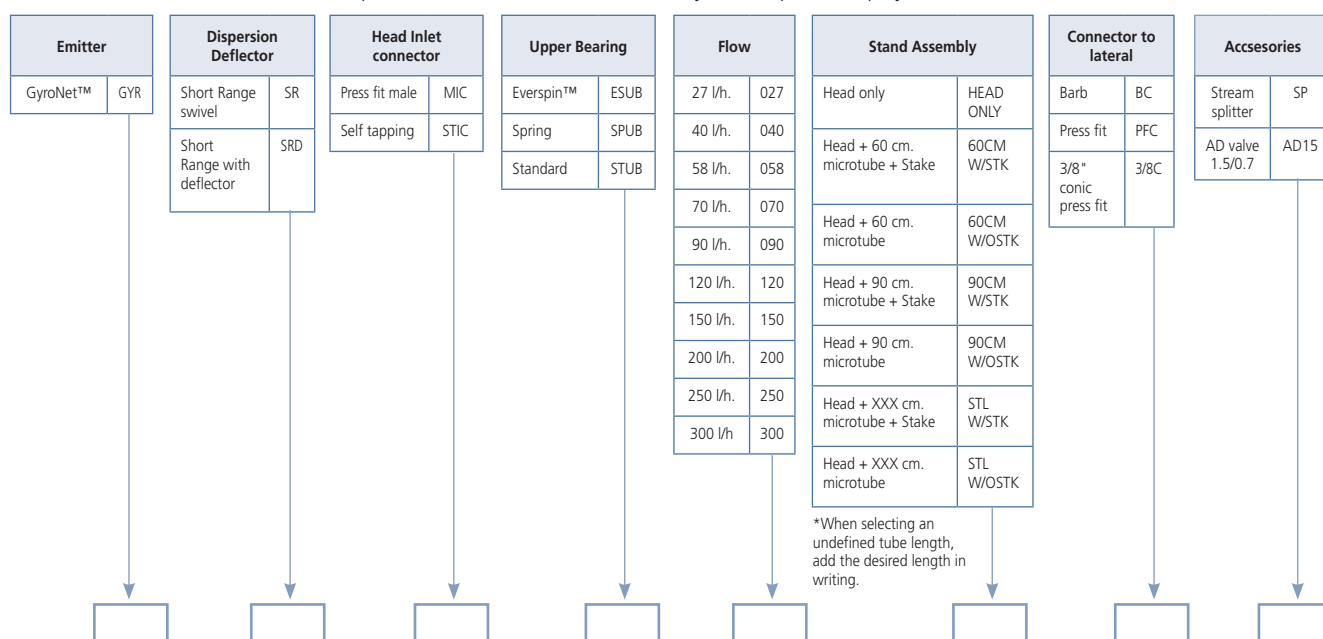 Emitter
GyroNet™ GYR
Dispersion
Deflector
Short Range SR
swivel
Short SRD
Range with
deflector
Head Inlet
connector
Press fit male MIC
Self tapping STIC
Upper Bearing
Everspin™ ESUB
Spring SPUB
Standard STUB
Flow
27 l/h. 027
40 l/h. 040
58 l/h. 058
70 l/h. 070
90 l/h. 090
120 l/h. 120
150 l/h. 150
200 l/h. 200
250 l/h. 250
300 l/h 300
Stand Assembly
Head only HEAD
ONLY
Head + 60 cm. 60CM
microtube + Stake W/STK
Head + 60 cm. 60CM
microtube W/OSTK
Head + 90 cm. 90CM
microtube + Stake W/STK
Head + 90 cm. 90CM
microtube W/OSTK
Head + XXX cm. STL
microtube + Stake W/STK
Head + XXX cm. STL
microtube W/OSTK
*When selecting an
undefined tube length,
add the desired length in
writing.
Connector to
lateral
Barb BC
Press fit PFC
3/8" 3/8C
conic
press fit
Accsesories
Stream SP
splitter
AD valve AD15
1.5/0.7